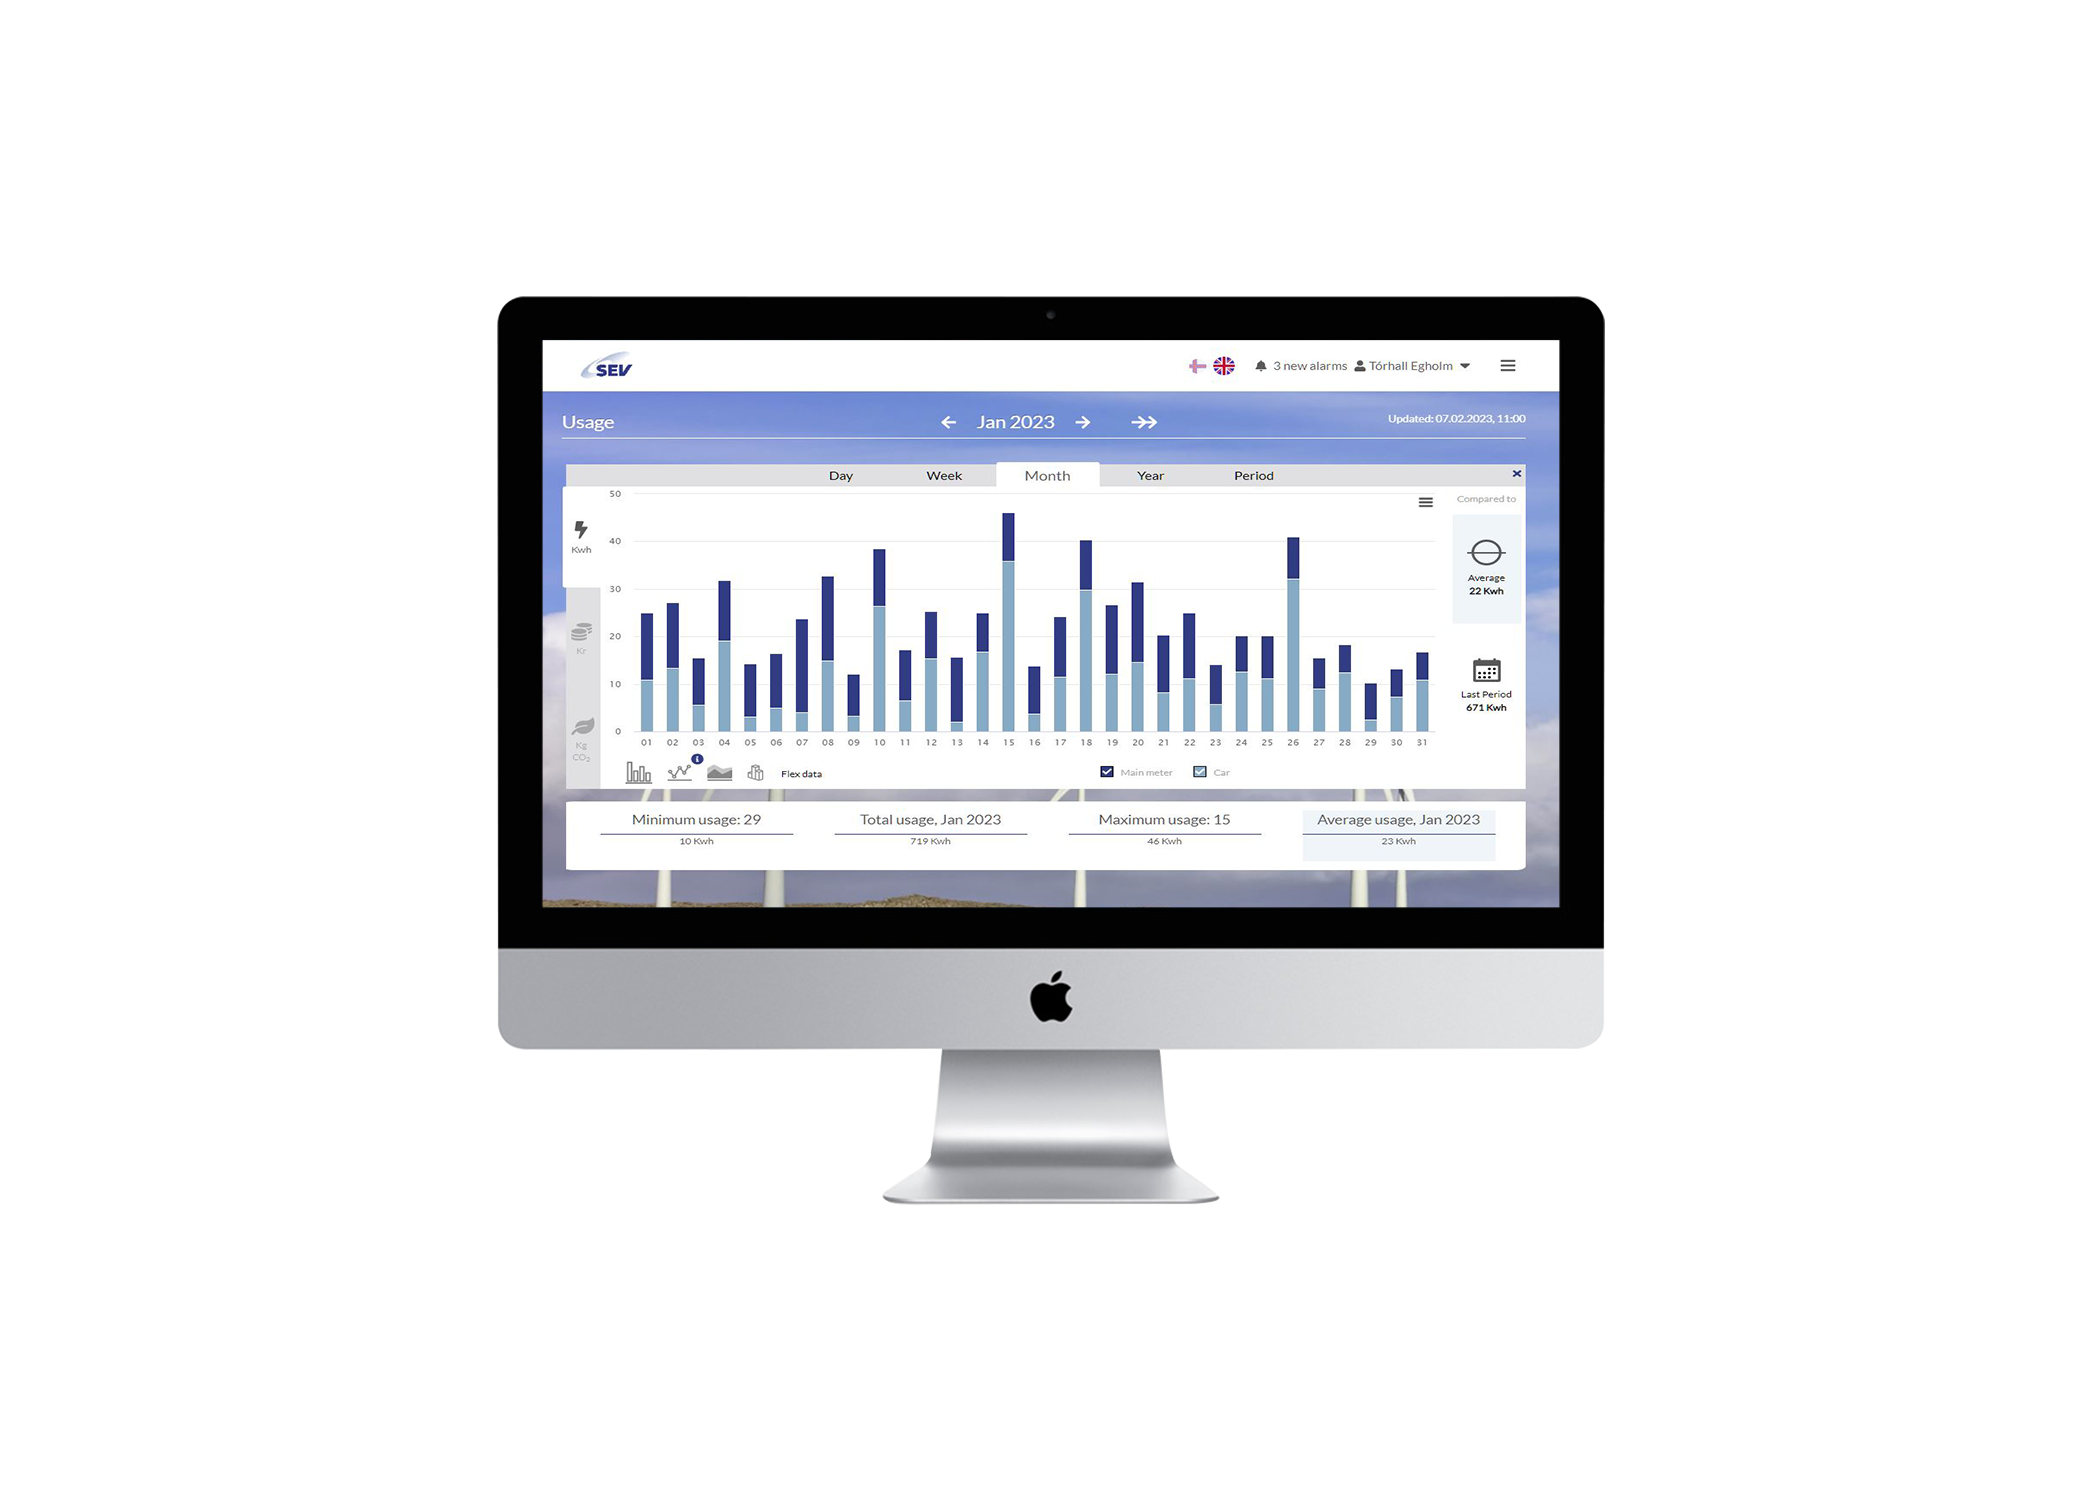 SEV
3 new alarms Tórhall Egholm
Usage
Jan 2023
Updated: 07.02.2023, 11:00
Day Week Month Year Period
Kwh
Kr
Kg
CO₂
50
40
30
20
10
0
01 02 03 04 05 06 07 08 09 10 11 12 13 14 15 16 17 18 19 20 21 22 23 24 25 26 27 28 29 30 31
Flex data
Main meter Car
Compared to
Average
22 Kwh
Last Period
671 Kwh
Minimum usage: 29
10 Kwh
Total usage, Jan 2023
719 Kwh
Maximum usage: 15
46 Kwh
Average usage, Jan 2023
23 Kwh